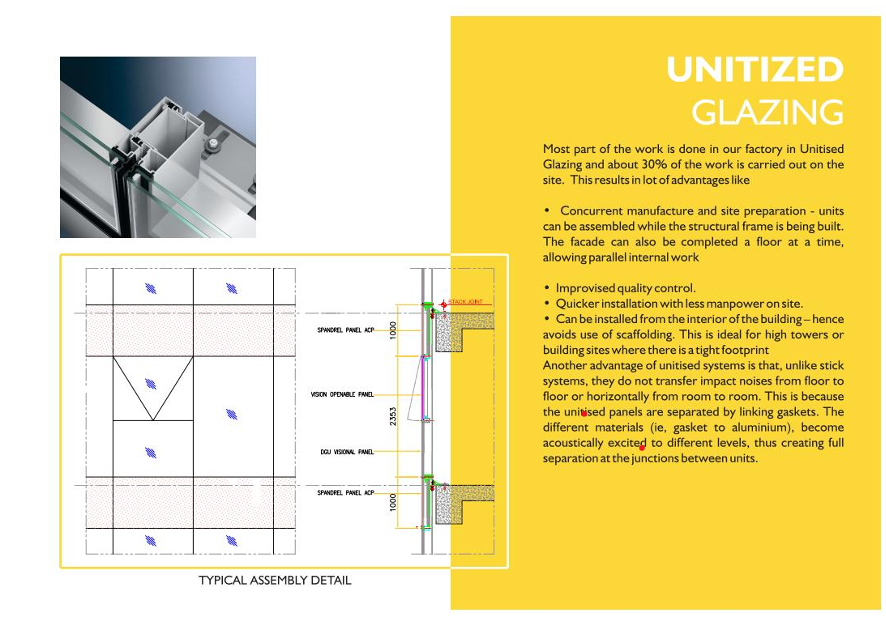 UNITIZED
GLAZING
Most part of the work is done in our factory in Unitised
Glazing and about 30% of the work is carried out on the
site. This results in lot of advantages like
• Concurrent manufacture and site preparation - units
can be assembled while the structural frame is being built.
The facade can also be completed a floor at a time,
allowing parallel internal work
• Improvised quality control.
• Quicker installation with less manpower on site.
• Can be installed from the interior of the building – hence
avoids use of scaffolding. This is ideal for high towers or
building sites where there is a tight footprint
Another advantage of unitised systems is that, unlike stick
systems, they do not transfer impact noises from floor to
floor or horizontally from room to room. This is because
the unitised panels are separated by linking gaskets. The
different materials (ie, gasket to aluminium), become
acoustically excited to different levels, thus creating full
separation at the junctions between units.
STACK JOINT
SPANDREL PANEL ACP
1000
VISION OPENABLE PANEL
2353
DGU VISIONAL PANEL
SPANDREL PANEL ACP
1000
TYPICAL ASSEMBLY DETAIL